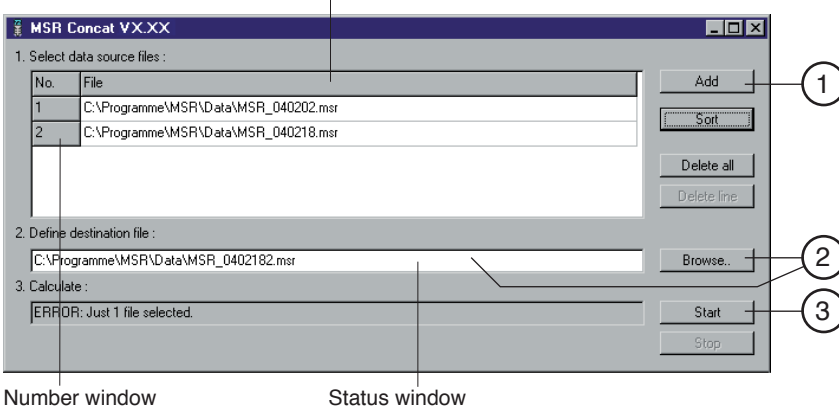 MSR Concat VX.XX
1. Select data source files :
No. File
1 C:\Programme\MSR\Data\MSR_040202.msr
2 C:\Programme\MSR\Data\MSR_040218.msr
Add
1
Sort
Delete all
Delete line
2. Define destination file :
C:\Programme\MSR\Data\MSR_0402182.msr
Browse..
2
3. Calculate :
ERROR: Just 1 file selected.
Start
3
Stop
Number window
Status window